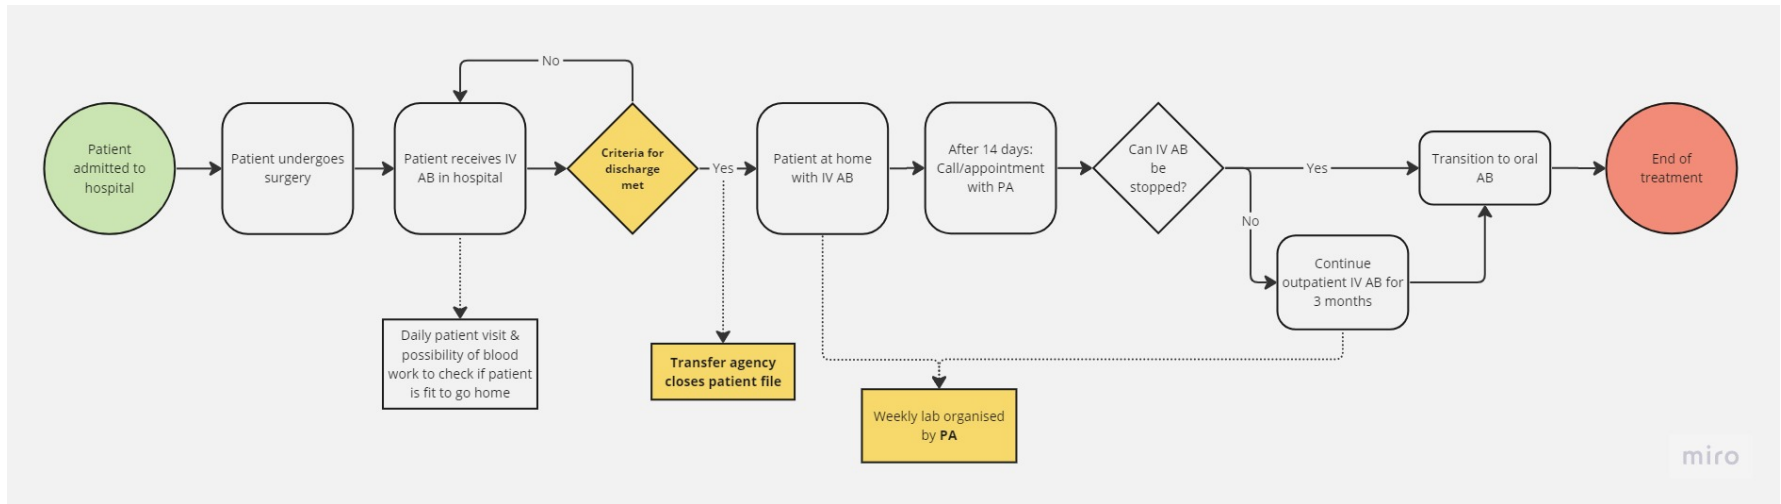 No
Patient
admitted to
hospital
Patient undergoes
surgery
Patient receives IV
AB in hospital
Criteria for
discharge
met
Yes
Patient at home
with IV AB
After 14 days:
Call/appointment
with PA
Can IV AB
be
stopped?
Yes
Transition to oral
AB
End of
treatment
No
Continue
outpatient IV AB for
3 months
Daily patient visit &
possibility of blood
work to check if patient
is fit to go home
Transfer agency
closes patient file
Weekly lab organised
by PA
miro